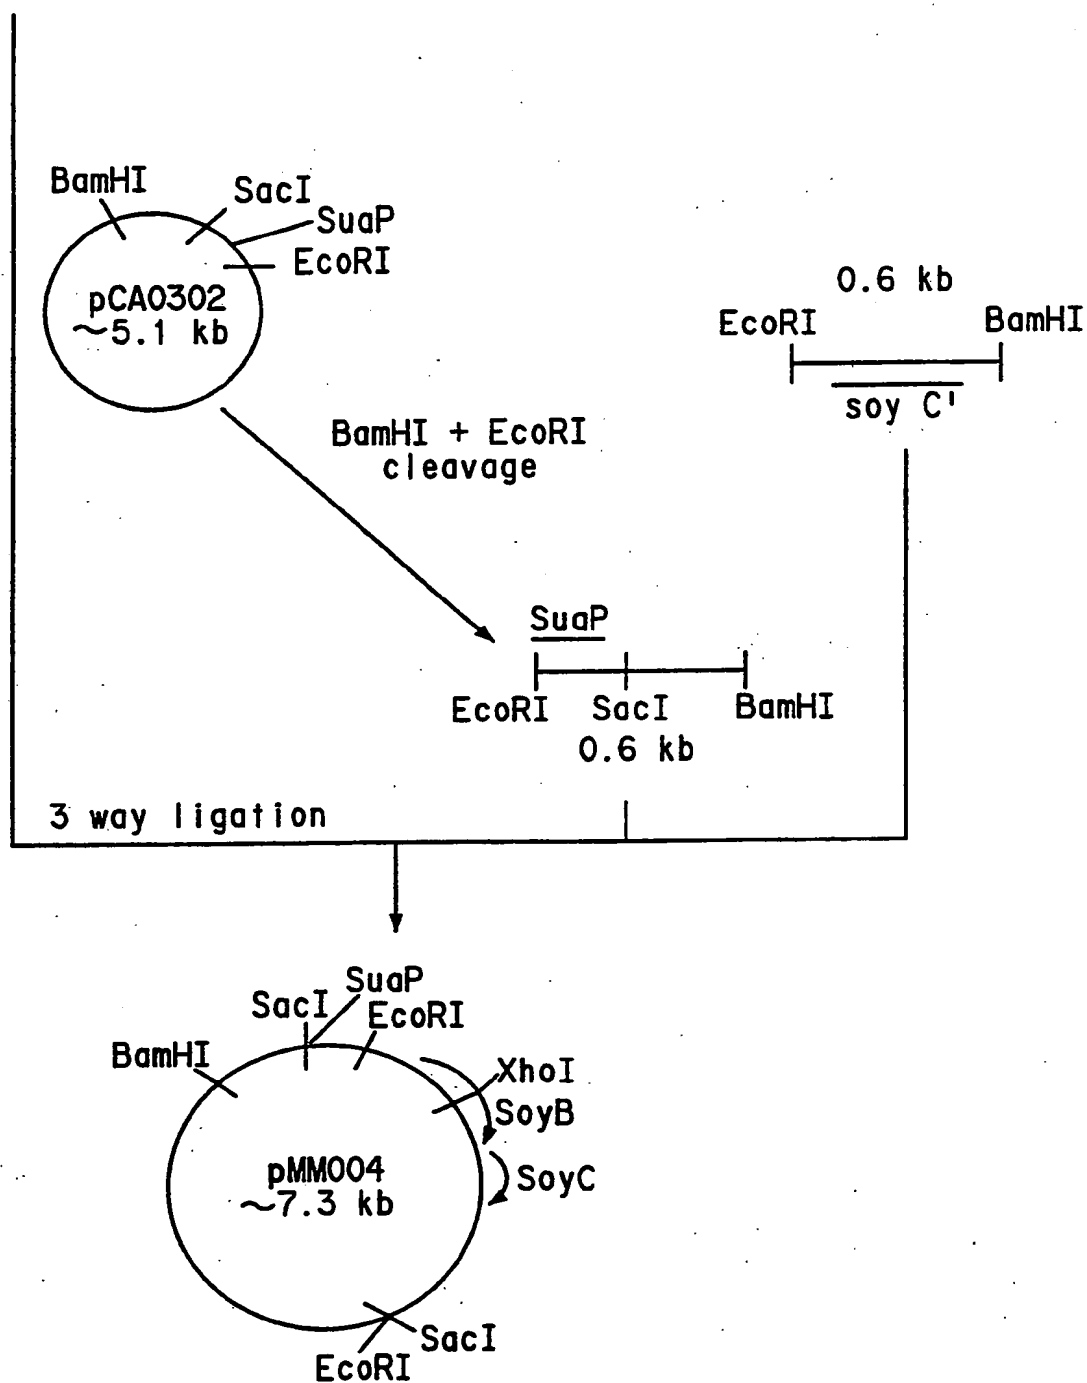 BamHI
SacI
SuaP
EcoRI
pCA0302
~5.1 kb
0.6 kb
EcoRI
BamHI
soy C'
BamHI + EcoRI
cleavage
SuaP
EcoRI
SacI
BamHI
0.6 kb
3 way ligation
SuaP
SacI
EcoRI
BamHI
XhoI
SoyB
pMM004
~7.3 kb
SoyC
SacI
EcoRI